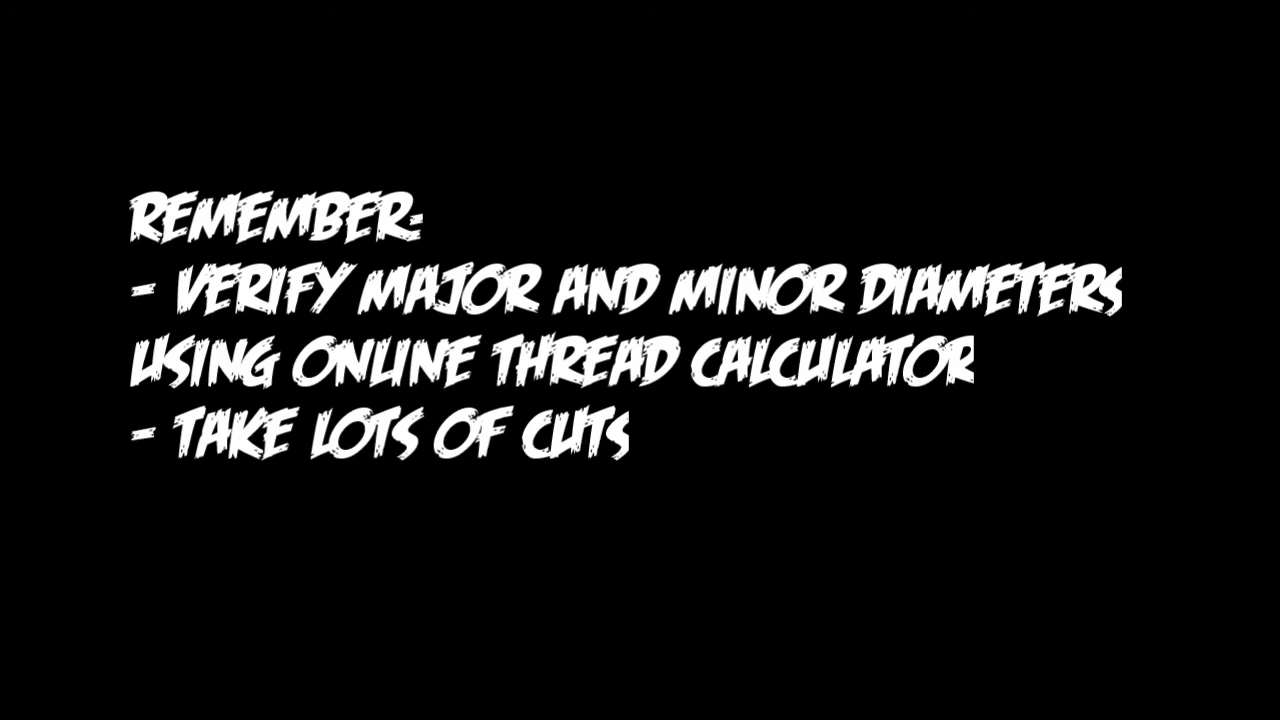 REMEMBER:
- VERIFY MAJOR AND MINOR DIAMETERS
USING ONLINE THREAD CALCULATOR
- TAKE LOTS OF CUTS